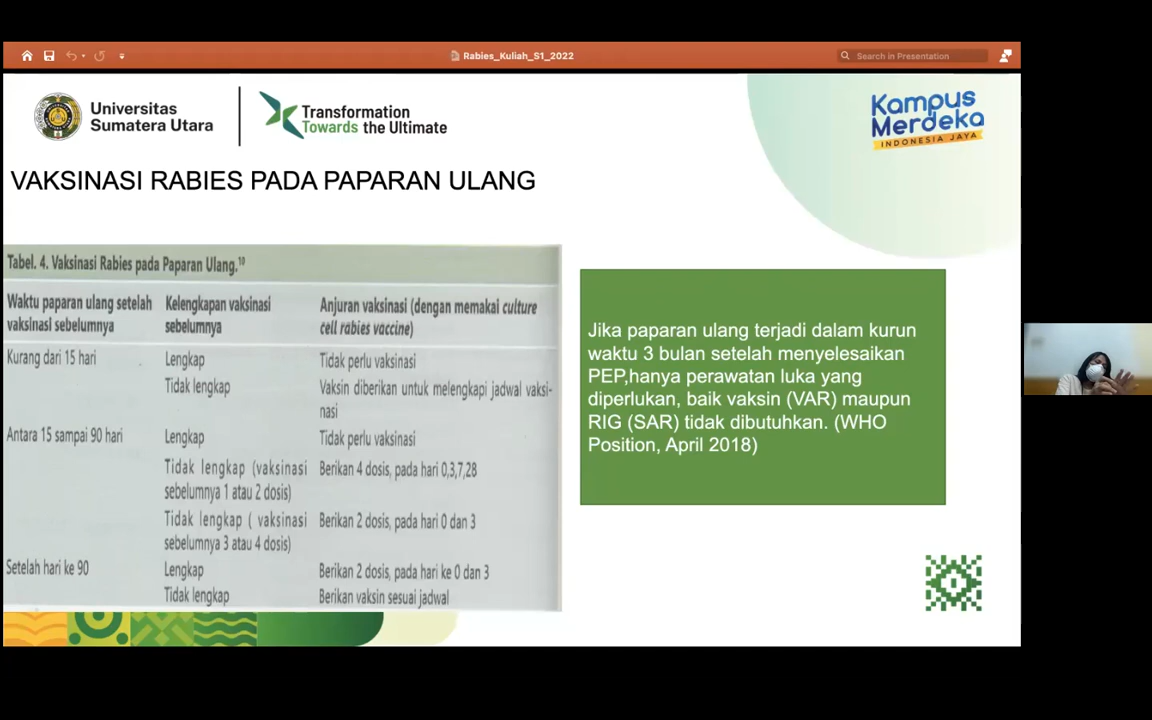 Rabies_Kuliah_S1_2022
Search in Presentation
Universitas
Sumatera Utara
Transformation
Towards the Ultimate
Kampus
Merdeka
INDONESIA JAYA
VAKSINASI RABIES PADA PAPARAN ULANG
Tabel. 4. Vaksinasi Rabies pada Paparan Ulang.¹⁰
Waktu paparan ulang setelah vaksinasi sebelumnya
Kelengkapan vaksinasi sebelumnya
Anjuran vaksinasi (dengan memakai culture cell rabies vaccine)
Kurang dari 15 hari
Lengkap
Tidak perlu vaksinasi
Tidak lengkap
Vaksin diberikan untuk melengkapi jadwal vaksi-
nasi
Antara 15 sampai 90 hari
Lengkap
Tidak perlu vaksinasi
Tidak lengkap (vaksinasi
sebelumnya 1 atau 2 dosis)
Berikan 4 dosis, pada hari 0,3,7,28
Tidak lengkap ( vaksinasi
sebelumnya 3 atau 4 dosis)
Berikan 2 dosis, pada hari 0 dan 3
Setelah hari ke 90
Lengkap
Berikan 2 dosis, pada hari ke 0 dan 3
Tidak lengkap
Berikan vaksin sesuai jadwal
Jika paparan ulang terjadi dalam kurun
waktu 3 bulan setelah menyelesaikan
PEP,hanya perawatan luka yang
diperlukan, baik vaksin (VAR) maupun
RIG (SAR) tidak dibutuhkan. (WHO
Position, April 2018)